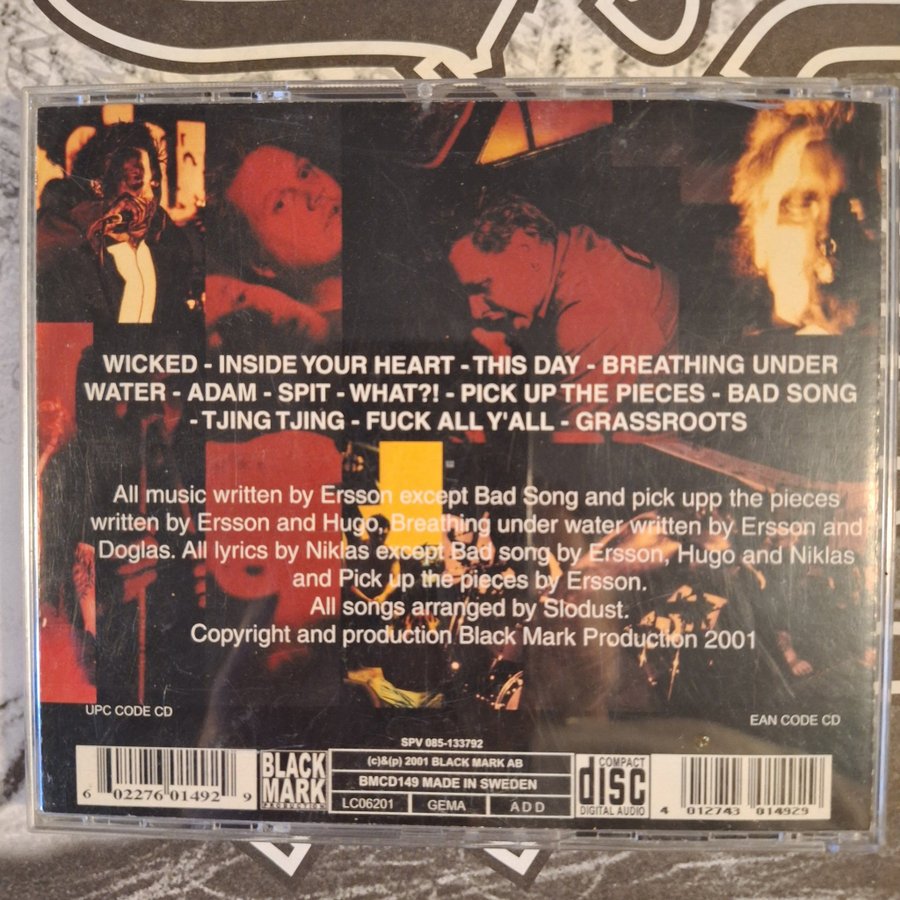 WICKED - INSIDE YOUR HEART - THIS DAY - BREATHING UNDER
WATER - ADAM - SPIT - WHAT?! - PICK UP THE PIECES - BAD SONG
- TJING TJING - FUCK ALL Y'ALL - GRASSROOTS
All music written by Ersson except Bad Song and pick upp the pieces
written by Ersson and Hugo, Breathing under water written by Ersson and
Doglas. All lyrics by Niklas except Bad song by Ersson, Hugo and Niklas
and Pick up the pieces by Ersson.
All songs arranged by Slodust.
Copyright and production Black Mark Production 2001
UPC CODE CD
EAN CODE CD
SPV 085-133792
6 02276 01492 9
BLACK
MARK
PRODUCTION
(c)&(p) 2001 BLACK MARK AB
BMCD149 MADE IN SWEDEN
LC06201 GEMA ADD
COMPACT
disc
DIGITAL AUDIO
4 012743 014929